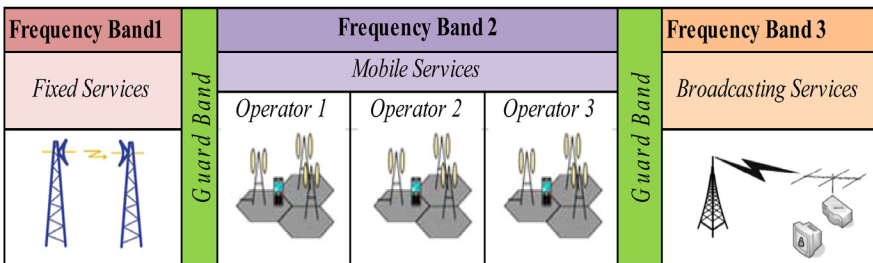 Frequency Band1
Fixed Services
Guard Band
Frequency Band 2
Mobile Services
Operator 1
Operator 2
Operator 3
Guard Band
Frequency Band 3
Broadcasting Services